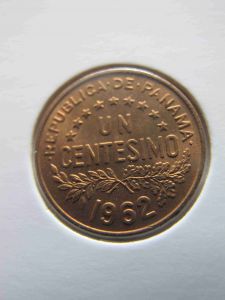 ·REPUBLICA·DE·PANAMA·
UN
CENTESIMO
1962